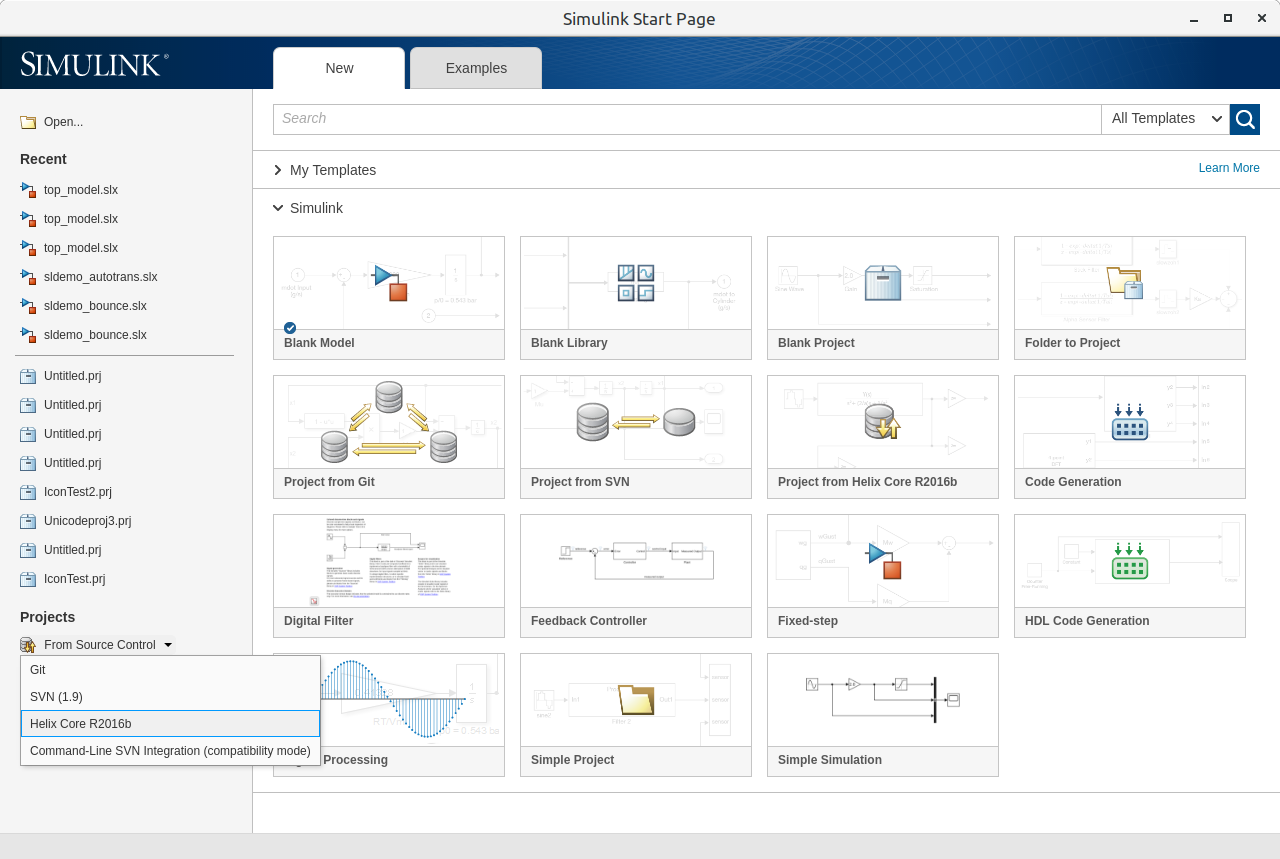 Simulink Start Page
SIMULINK®
New
Examples
Open...
Recent
top_model.slx
top_model.slx
top_model.slx
sldemo_autotrans.slx
sldemo_bounce.slx
sldemo_bounce.slx
Untitled.prj
Untitled.prj
Untitled.prj
Untitled.prj
IconTest2.prj
Unicodeproj3.prj
Untitled.prj
IconTest.prj
Projects
From Source Control
Git
SVN (1.9)
Helix Core R2016b
Command-Line SVN Integration (compatibility mode)
Search
All Templates
My Templates
Learn More
Simulink
Blank Model
Blank Library
Blank Project
Folder to Project
Project from Git
Project from SVN
Project from Helix Core R2016b
Code Generation
Digital Filter
Feedback Controller
Fixed-step
HDL Code Generation
Processing
Simple Project
Simple Simulation